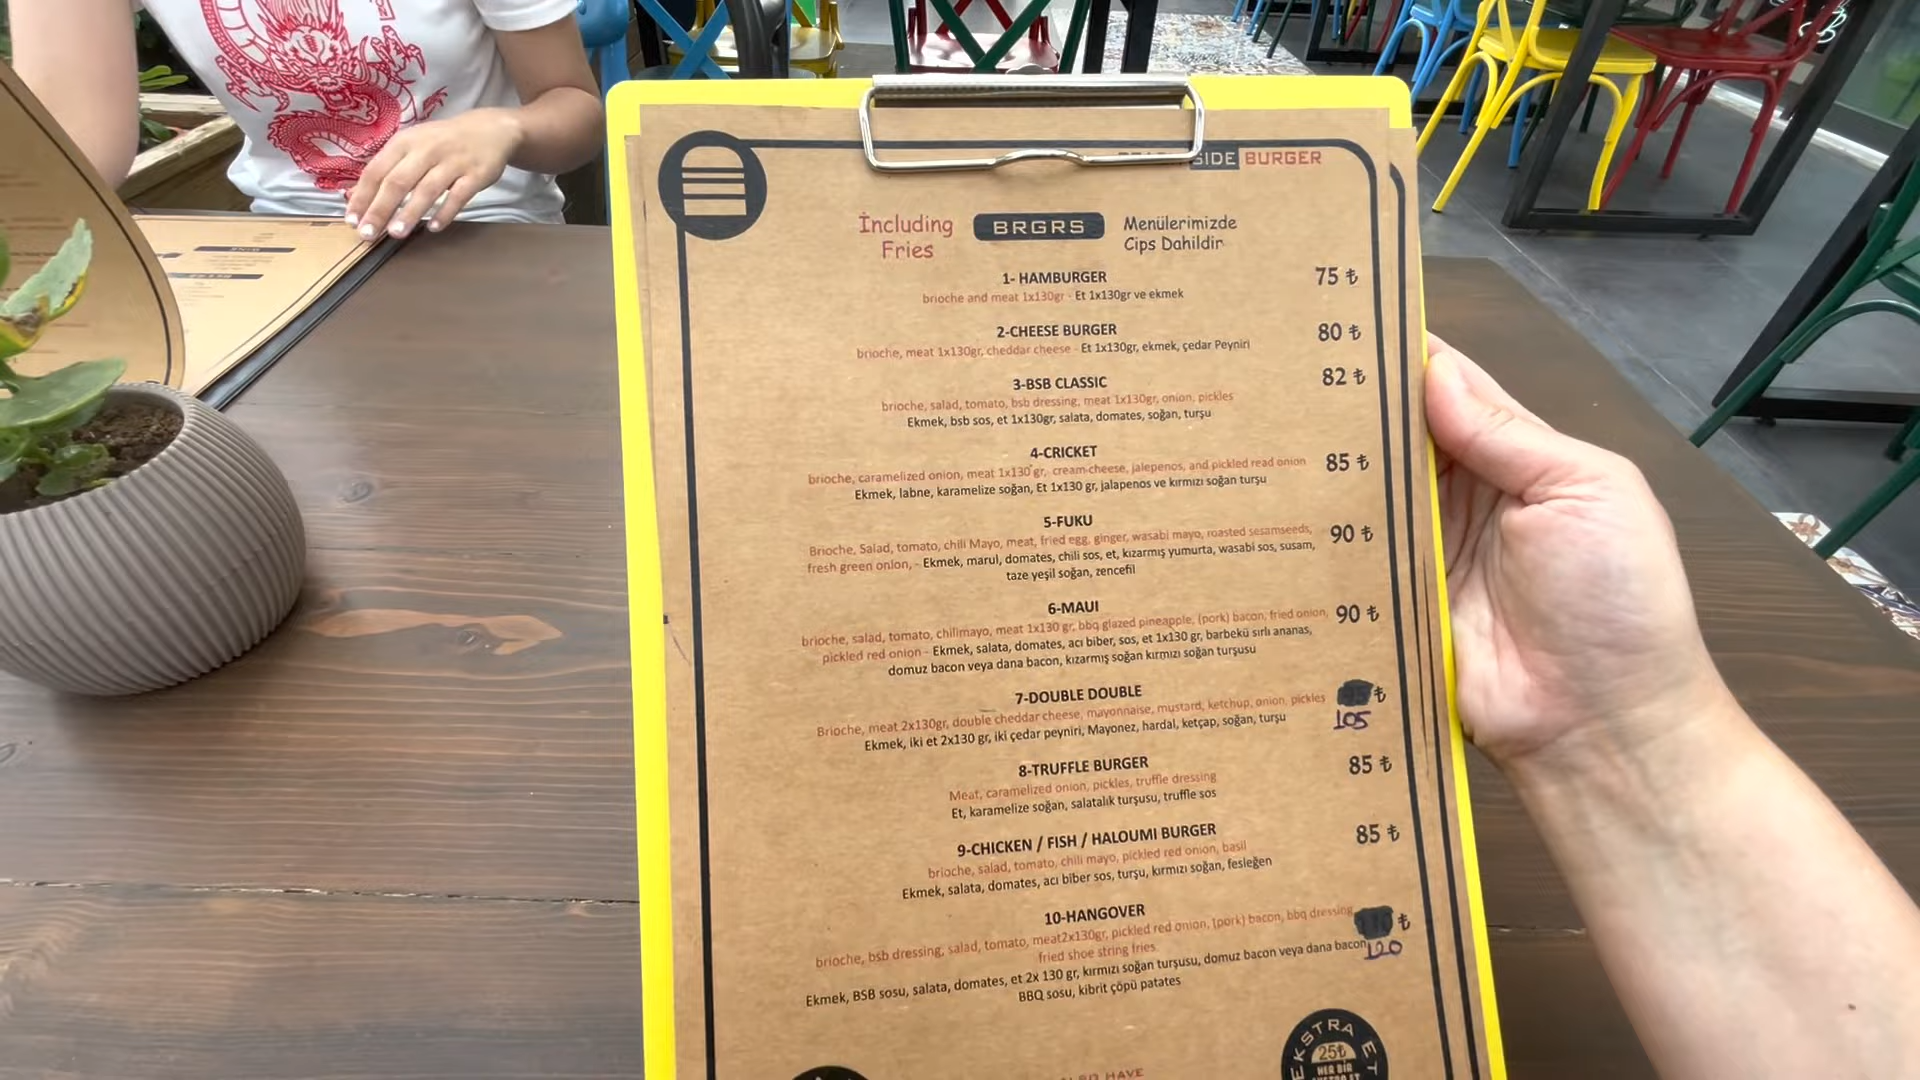 SIDE BURGER
İncluding
Fries
BRGRS
Menülerimizde
Cips Dahildir
1- HAMBURGER 75 ₺
brioche and meat 1x130gr - Et 1x130gr ve ekmek
2-CHEESE BURGER 80 ₺
brioche, meat 1x130gr, cheddar cheese - Et 1x130gr, ekmek, çedar Peyniri
3-BSB CLASSIC 82 ₺
brioche, salad, tomato, bsb dressing, meat 1x130gr, onion, pickles
Ekmek, bsb sos, et 1x130gr, salata, domates, soğan, turşu
4-CRICKET 85 ₺
brioche, caramelized onion, meat 1x130 gr, cream-cheese, jalepenos, and pickled read onion
Ekmek, labne, karamelize soğan, Et 1x130 gr, jalapenos ve kırmızı soğan turşu
5-FUKU 90 ₺
Brioche, Salad, tomato, chili Mayo, meat, fried egg, ginger, wasabi mayo, roasted sesamseeds,
fresh green onlon, - Ekmek, marul, domates, chili sos, et, kızarmış yumurta, wasabi sos, susam,
taze yeşil soğan, zencefil
6-MAUI 90 ₺
brioche, salad, tomato, chilimayo, meat 1x130 gr, bbq glazed pineapple, (pork) bacon, fried onion,
pickled red onion - Ekmek, salata, domates, acı biber, sos, et 1x130 gr, barbekü sırlı ananas,
domuz bacon veya dana bacon, kızarmış soğan kırmızı soğan turşusu
7-DOUBLE DOUBLE ₺
Brioche, meat 2x130gr, double cheddar cheese, mayonnaise, mustard, ketchup, onion, pickles 105
Ekmek, iki et 2x130 gr, iki çedar peyniri, Mayonez, hardal, ketçap, soğan, turşu
8-TRUFFLE BURGER 85 ₺
Meat, caramelized onion, pickles, truffle dressing
Et, karamelize soğan, salatalık turşusu, truffle sos
9-CHICKEN / FISH / HALOUMI BURGER 85 ₺
brioche, salad, tomato, chili mayo, pickled red onion, basil
Ekmek, salata, domates, acı biber sos, turşu, kırmızı soğan, fesleğen
10-HANGOVER ₺
brioche, bsb dressing, salad, tomato, meat2x130gr, pickled red onion, (pork) bacon, bbq dressing,
fried shoe string fries
Ekmek, BSB sosu, salata, domates, et 2x 130 gr, kırmızı soğan turşusu, domuz bacon veya dana bacon 120
BBQ sosu, kibrit çöpü patates
EKSTRA ET
25₺
HER BİR
HAVE